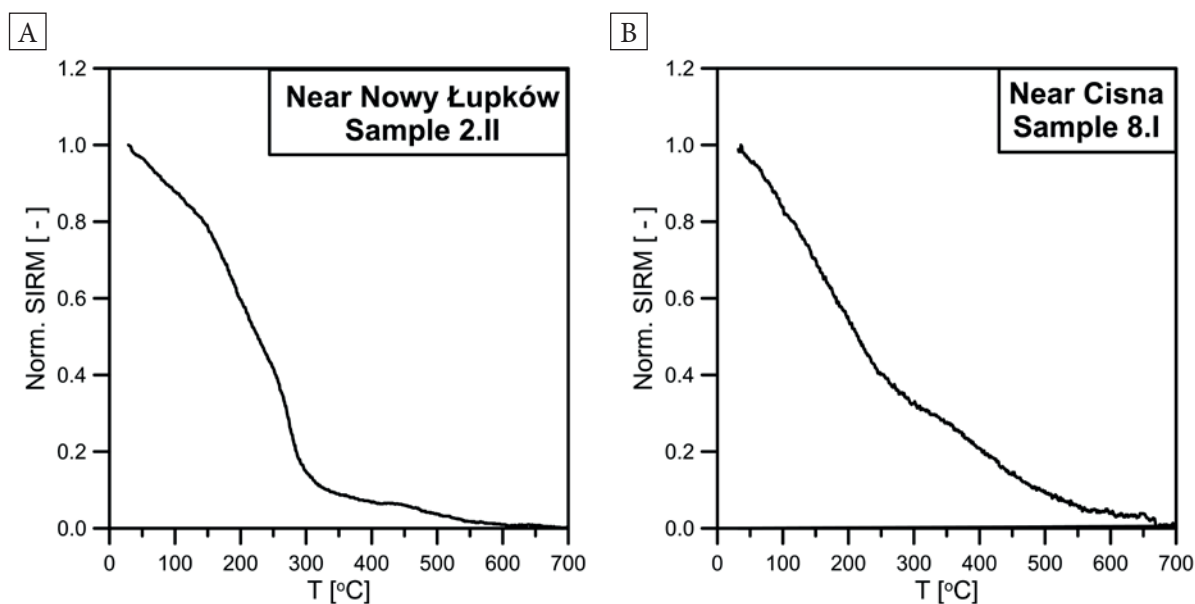 A
Near Nowy Łupków
Sample 2.II
Norm. SIRM [ - ]
1.2
1.0
0.8
0.6
0.4
0.2
0.0
0 100 200 300 400 500 600 700
T [°C]
B
Near Cisna
Sample 8.I
Norm. SIRM [ - ]
1.2
1.0
0.8
0.6
0.4
0.2
0.0
0 100 200 300 400 500 600 700
T [°C]